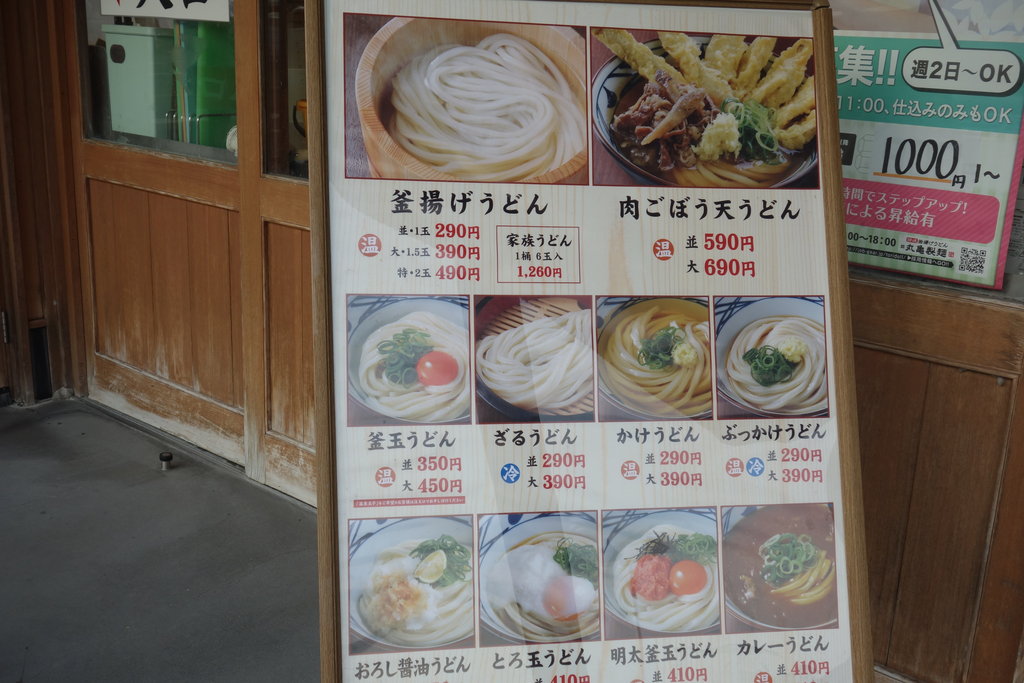 釜揚げうどん
温
並・1玉 290円
大・1.5玉 390円
特・2玉 490円
家族うどん
1桶 6玉入
1,260円
肉ごぼう天うどん
温
並 590円
大 690円
釜玉うどん
温
並 350円
大 450円
ざるうどん
冷
並 290円
大 390円
かけうどん
温
並 290円
大 390円
ぶっかけうどん
温 冷
並 290円
大 390円
おろし醤油うどん
とろ玉うどん
並 410円
明太釜玉うどん
並 410円
カレーうどん
温
並 410円
集!!
週2日～OK
11:00、仕込みのみもOK
1000円～
時間でステップアップ!
による昇給有
00～18:00
丸亀製麺